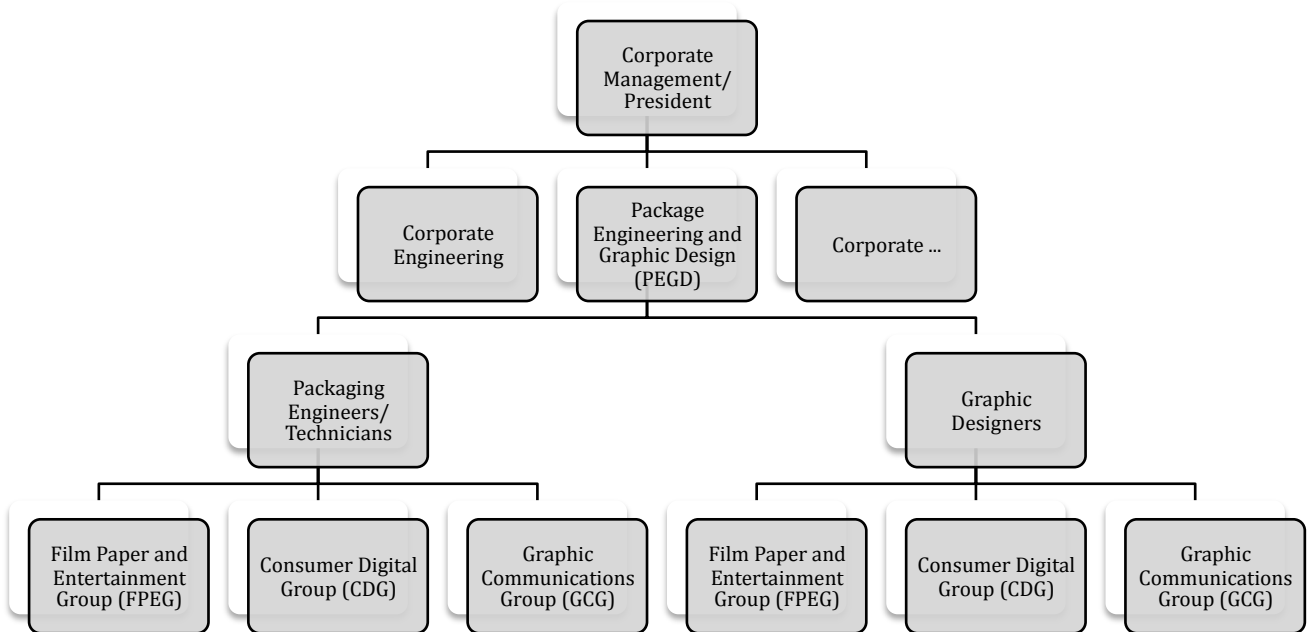 Corporate
Management/
President
Corporate
Engineering
Package
Engineering and
Graphic Design
(PEGD)
Corporate ...
Packaging
Engineers/
Technicians
Graphic
Designers
Film Paper and
Entertainment
Group (FPEG)
Consumer Digital
Group (CDG)
Graphic
Communications
Group (GCG)
Film Paper and
Entertainment
Group (FPEG)
Consumer Digital
Group (CDG)
Graphic
Communications
Group (GCG)